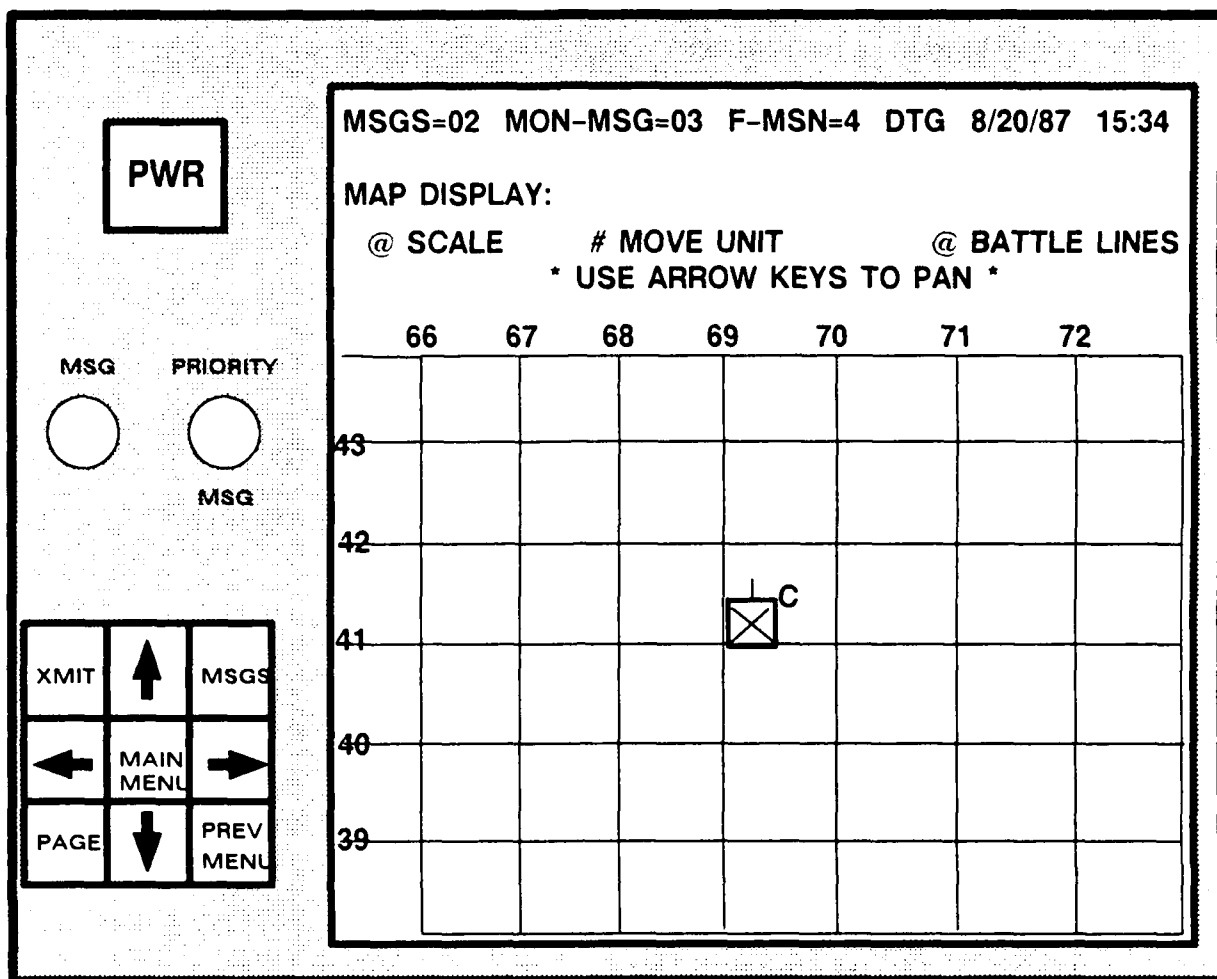 PWR
MSG PRIORITY
MSG
XMIT MSGS
MAIN
MENU
PAGE PREV
MENU
MSGS=02 MON-MSG=03 F-MSN=4 DTG 8/20/87 15:34
MAP DISPLAY:
@ SCALE # MOVE UNIT @ BATTLE LINES
* USE ARROW KEYS TO PAN *
66 67 68 69 70 71 72
43
42
C
41
40
39